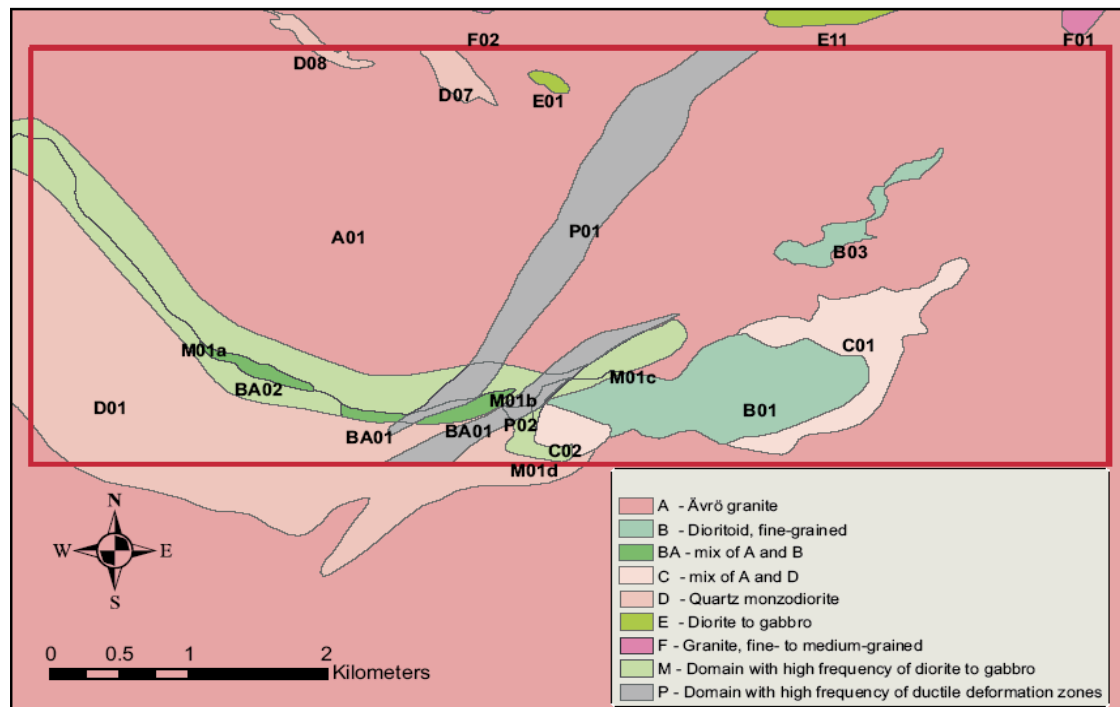 F02
E11
F01
D08
D07
E01
A01
P01
B03
M01a
C01
BA02
M01c
D01
M01b
B01
BA01
BA01
P02
C02
M01d
N
W
E
S
A - Ävrö granite
B - Dioritoid, fine-grained
BA - mix of A and B
C - mix of A and D
D - Quartz monzodiorite
E - Diorite to gabbro
F - Granite, fine- to medium-grained
M - Domain with high frequency of diorite to gabbro
P - Domain with high frequency of ductile deformation zones
0 0.5 1 2
Kilometers